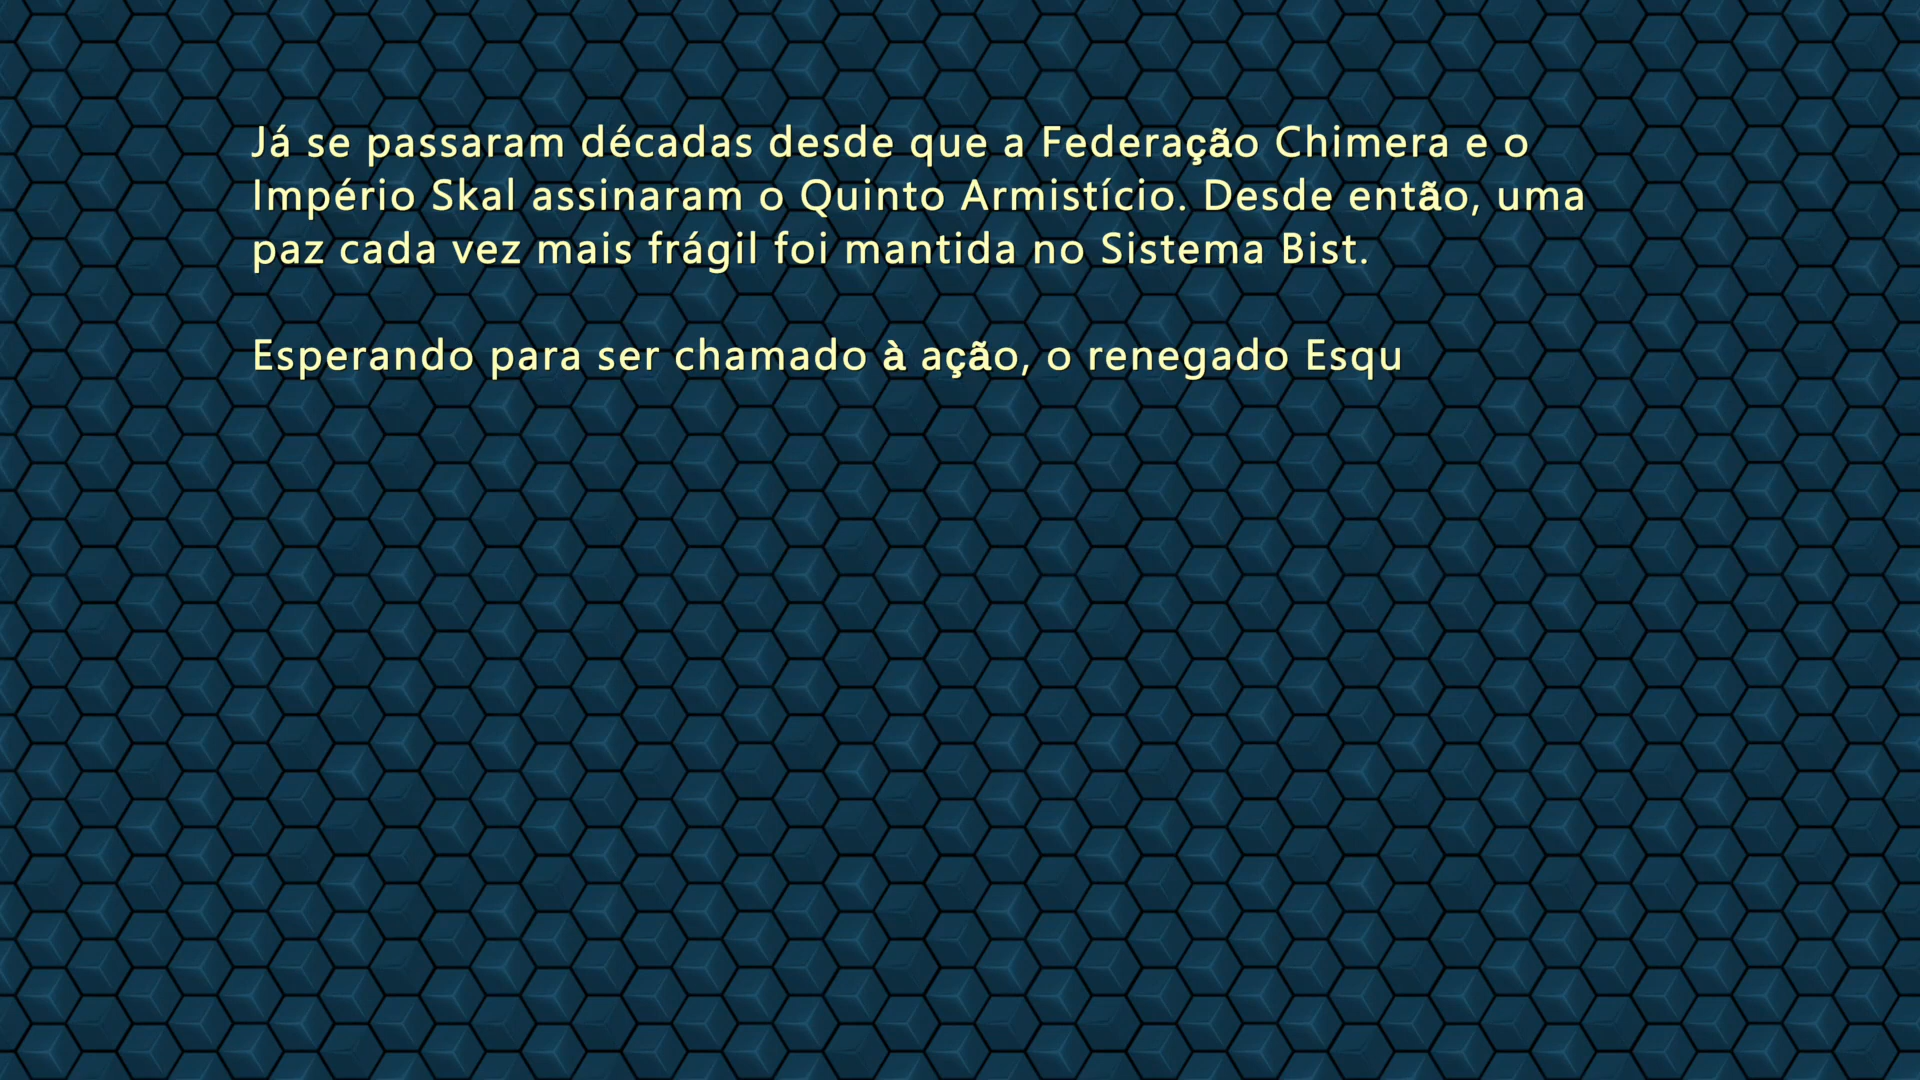 Já se passaram décadas desde que a Federação Chimera e o
Império Skal assinaram o Quinto Armistício. Desde então, uma
paz cada vez mais frágil foi mantida no Sistema Bist.
Esperando para ser chamado à ação, o renegado Esqu